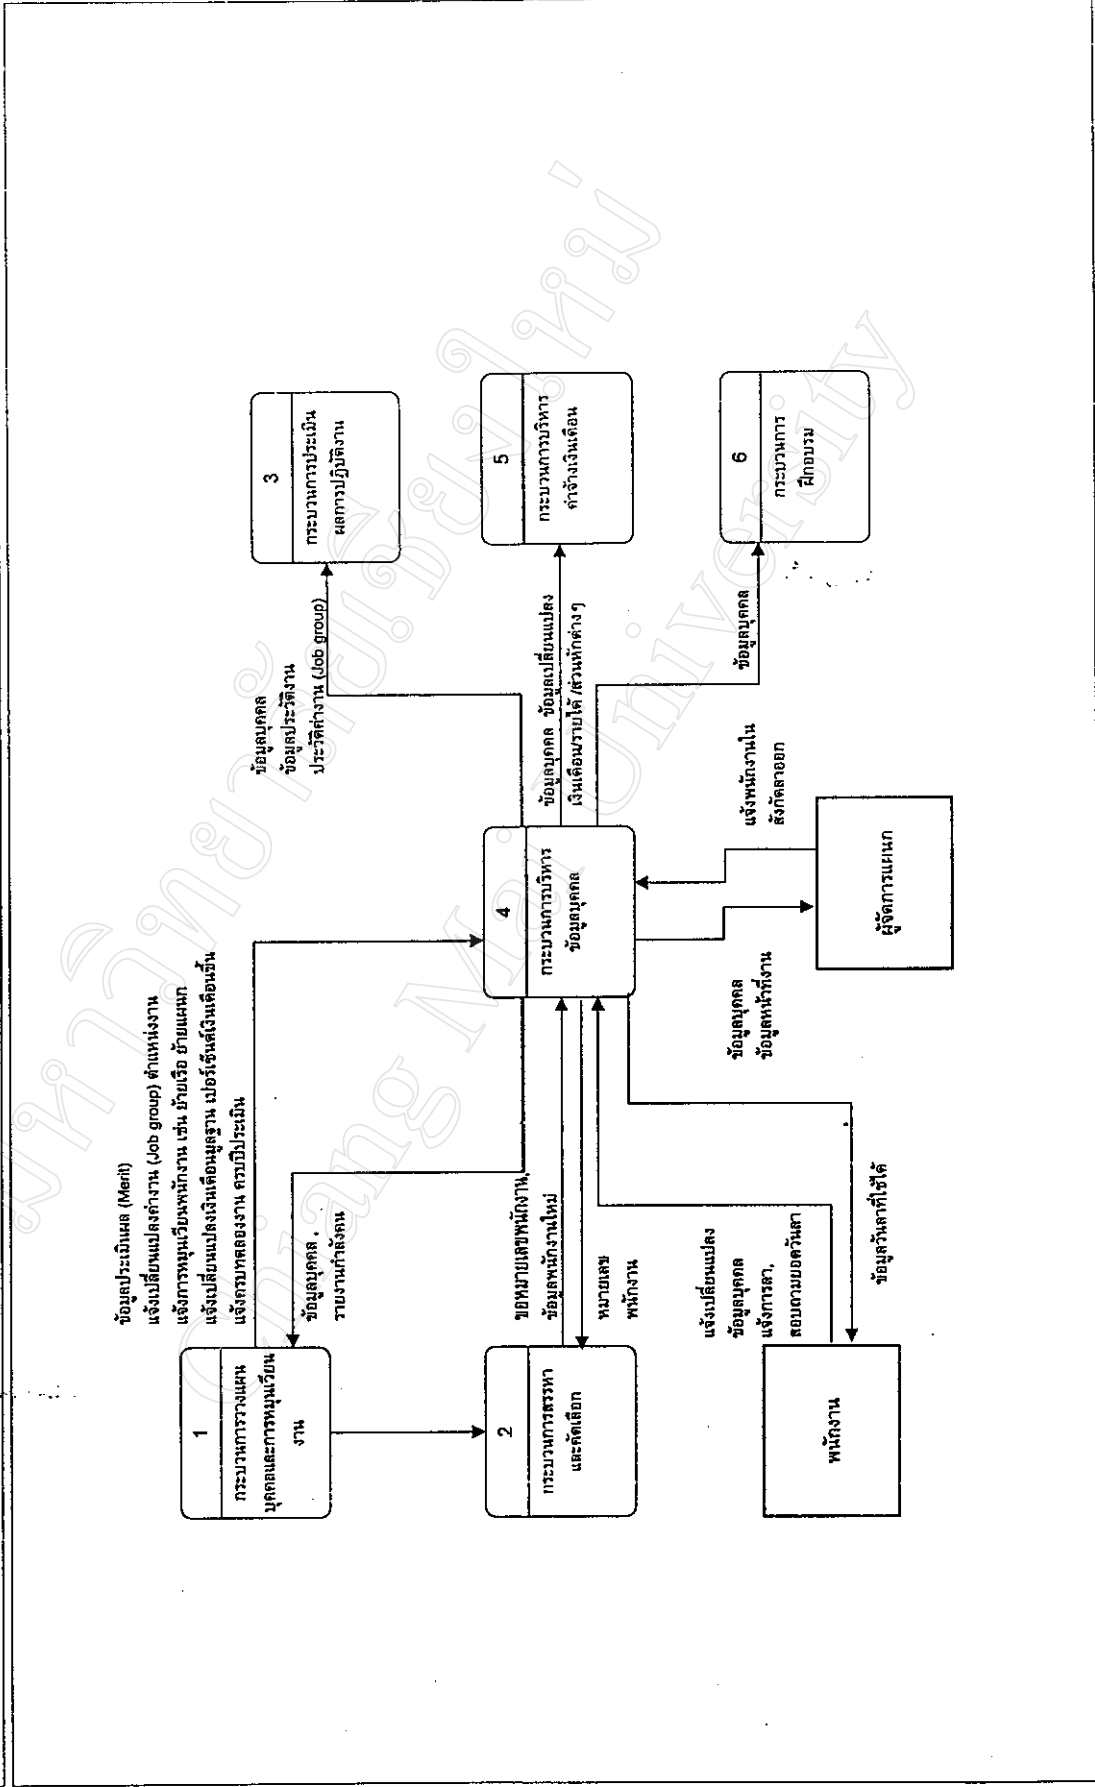 ข้อมูลประเมินผล (Merit)
แจ้งเปลี่ยนแปลงค่างาน (Job group) ตำแหน่งงาน
แจ้งการหมุนเวียนพนักงาน เช่น ย้ายเรือ ย้ายแผนก
แจ้งเปลี่ยนแปลงเงินเดือนมูลฐาน เปอร์เซ็นต์เงินเดือนขึ้น
แจ้งครบทดลองงาน ครบปีประเมิน
1
กระบวนการวางแผน
บุคคลและการหมุนเวียน
งาน
ข้อมูลบุคคล ,
รายงานกำลังคน
ข้อมูลบุคคล
ข้อมูลประวัติงาน
ประวัติค่างาน (Job group)
3
กระบวนการประเมิน
ผลการปฏิบัติงาน
2
กระบวนการสรรหา
และคัดเลือก
ขอหมายเลขพนักงาน,
ข้อมูลพนักงานใหม่
หมายเลข
พนักงาน
4
กระบวนการบริหาร
ข้อมูลบุคคล
ข้อมูลบุคคล ข้อมูลเปลี่ยนแปลง
เงินเดือน/รายได้ /ส่วนหักต่าง ๆ
5
กระบวนการบริหาร
ค่าจ้างเงินเดือน
ข้อมูลบุคคล
6
กระบวนการ
ฝึกอบรม
แจ้งเปลี่ยนแปลง
ข้อมูลบุคคล
แจ้งการลา,
สอบถามยอดวันลา
ข้อมูลวันลาที่ใช้ได้
พนักงาน
ข้อมูลบุคคล
ข้อมูลหน้าที่งาน
แจ้งพนักงานใน
สังกัดลาออก
ผู้จัดการแผนก
มหาวิทยาลัยเชียงใหม่
Chiang Mai University